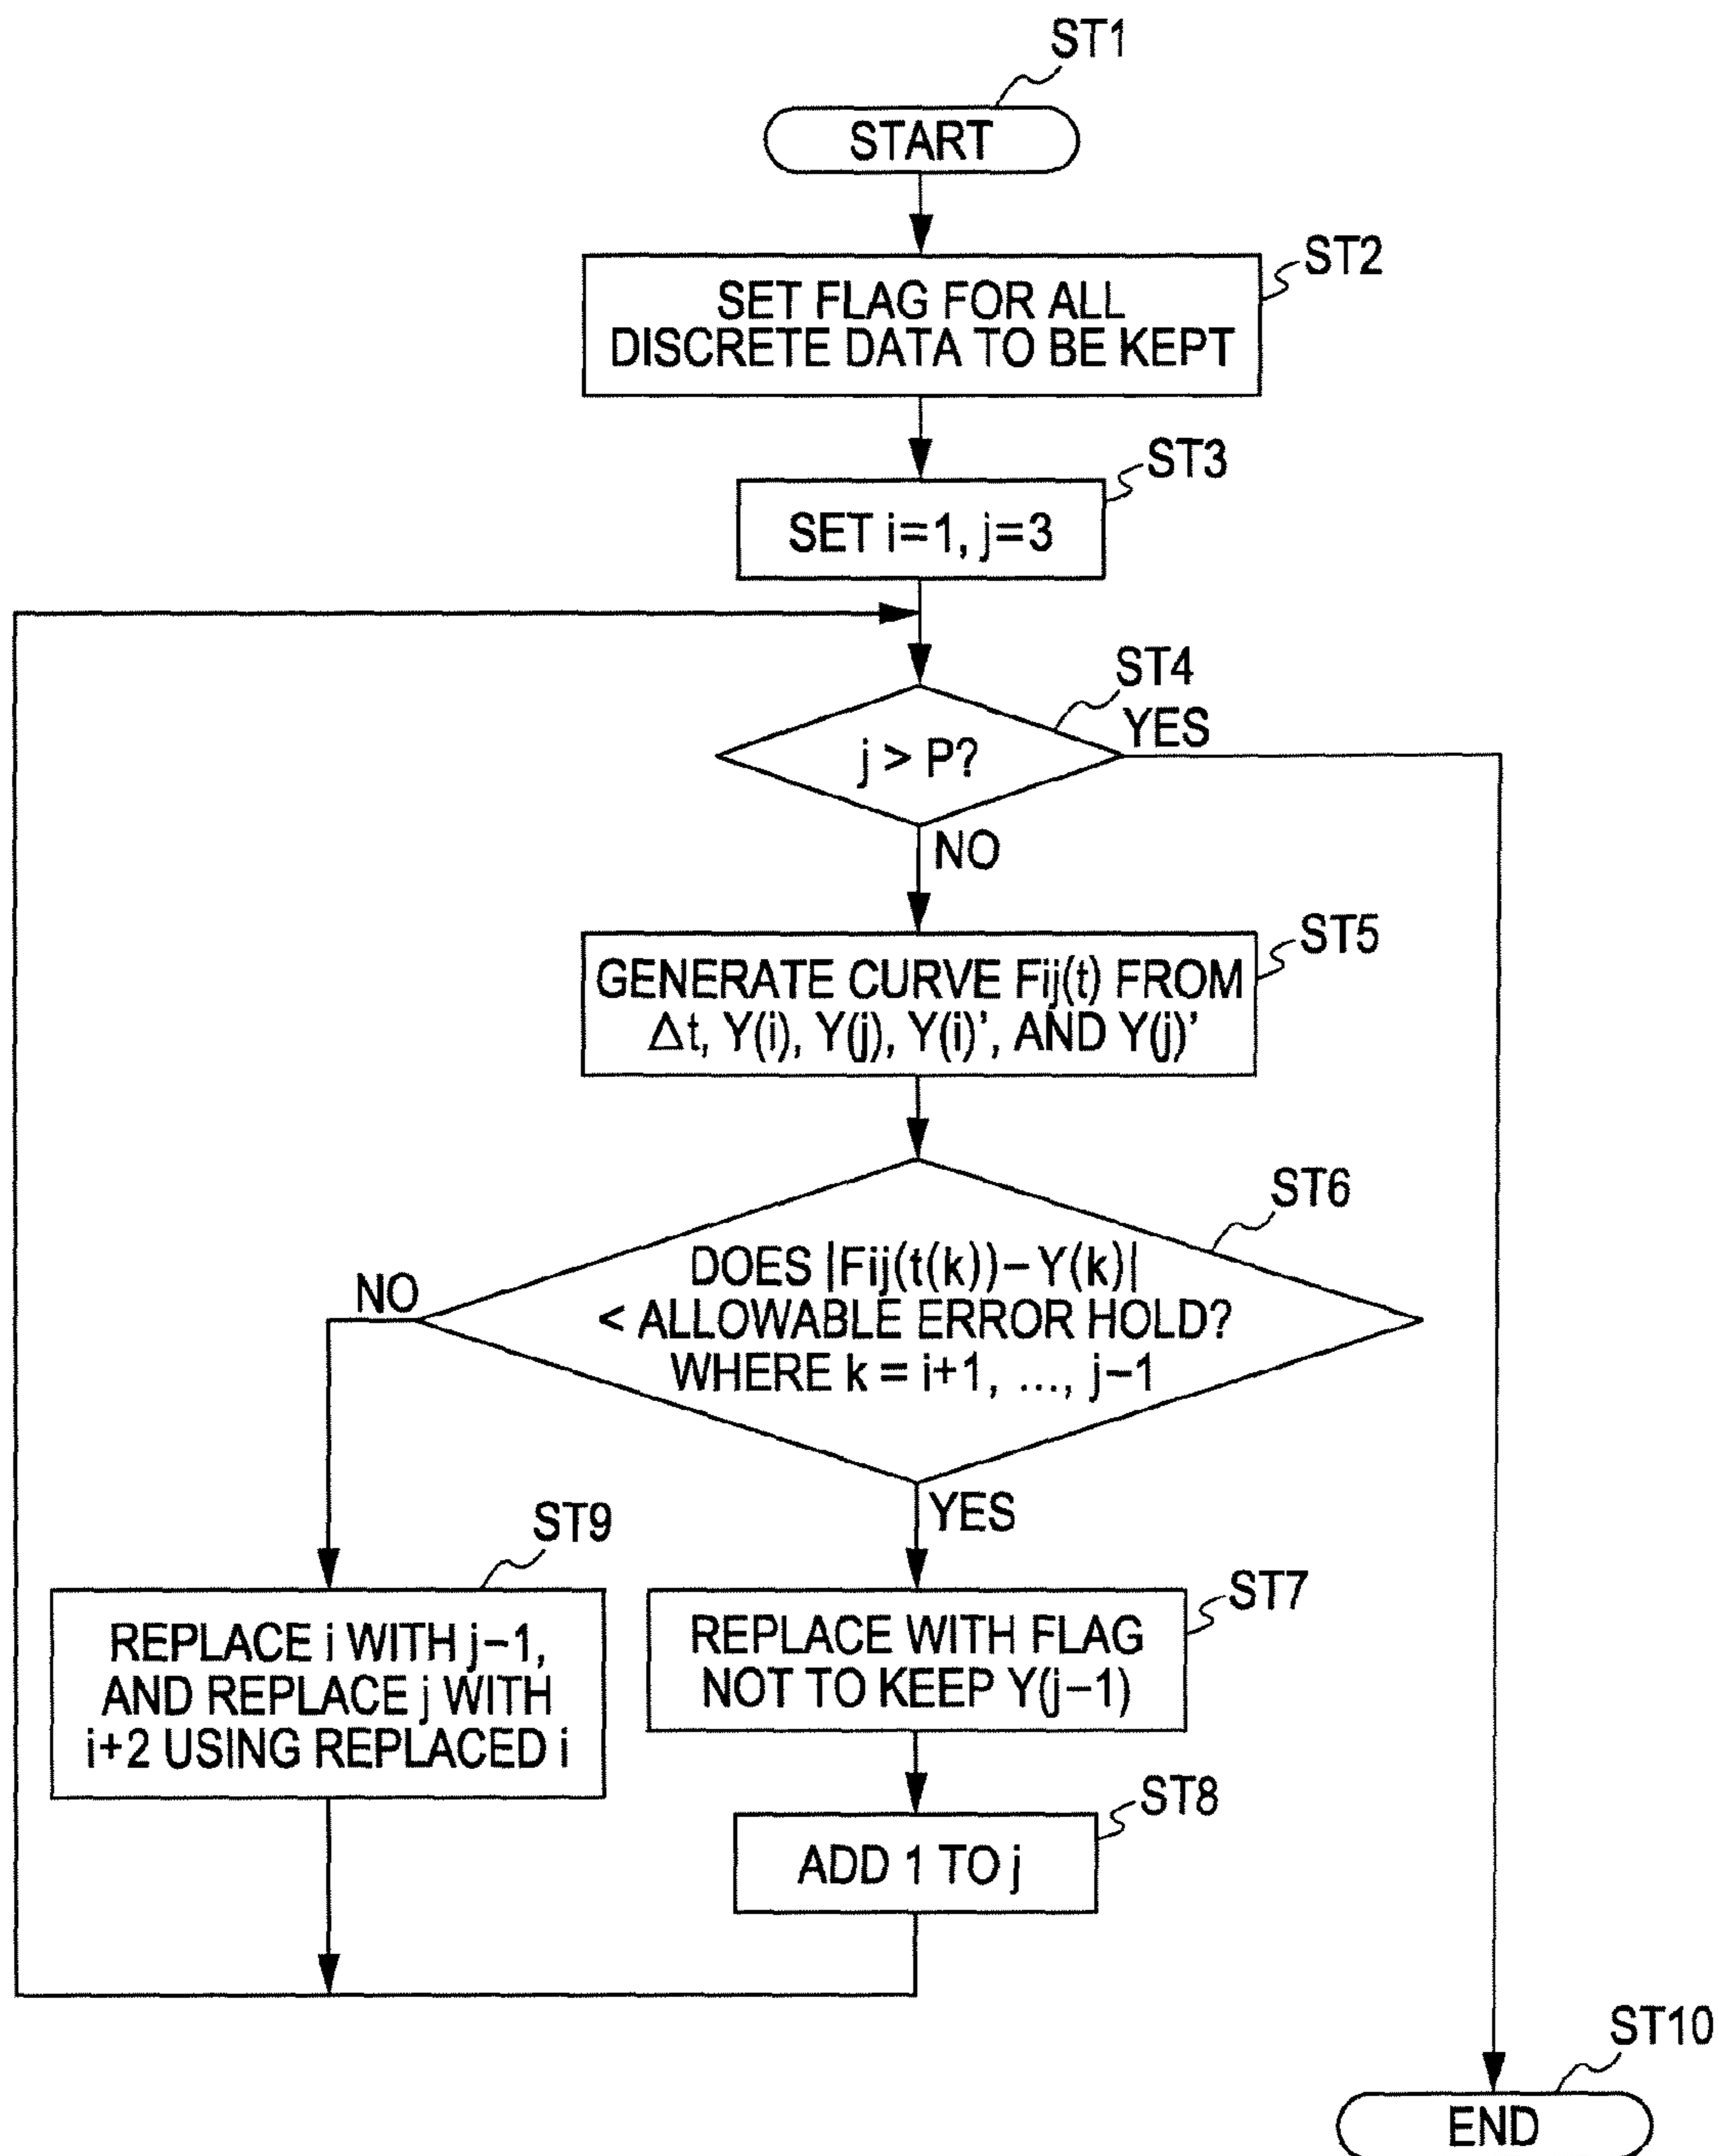 ST1
START
ST2
SET FLAG FOR ALL
DISCRETE DATA TO BE KEPT
ST3
SET i=1, j=3
ST4
j > P?
YES
NO
ST5
GENERATE CURVE Fij(t) FROM
Δt, Y(i), Y(j), Y(i)', AND Y(j)'
ST6
DOES |Fij(t(k))−Y(k)|
< ALLOWABLE ERROR HOLD?
WHERE k = i+1, ..., j−1
NO
YES
ST9
REPLACE i WITH j−1,
AND REPLACE j WITH
i+2 USING REPLACED i
ST7
REPLACE WITH FLAG
NOT TO KEEP Y(j−1)
ST8
ADD 1 TO j
ST10
END